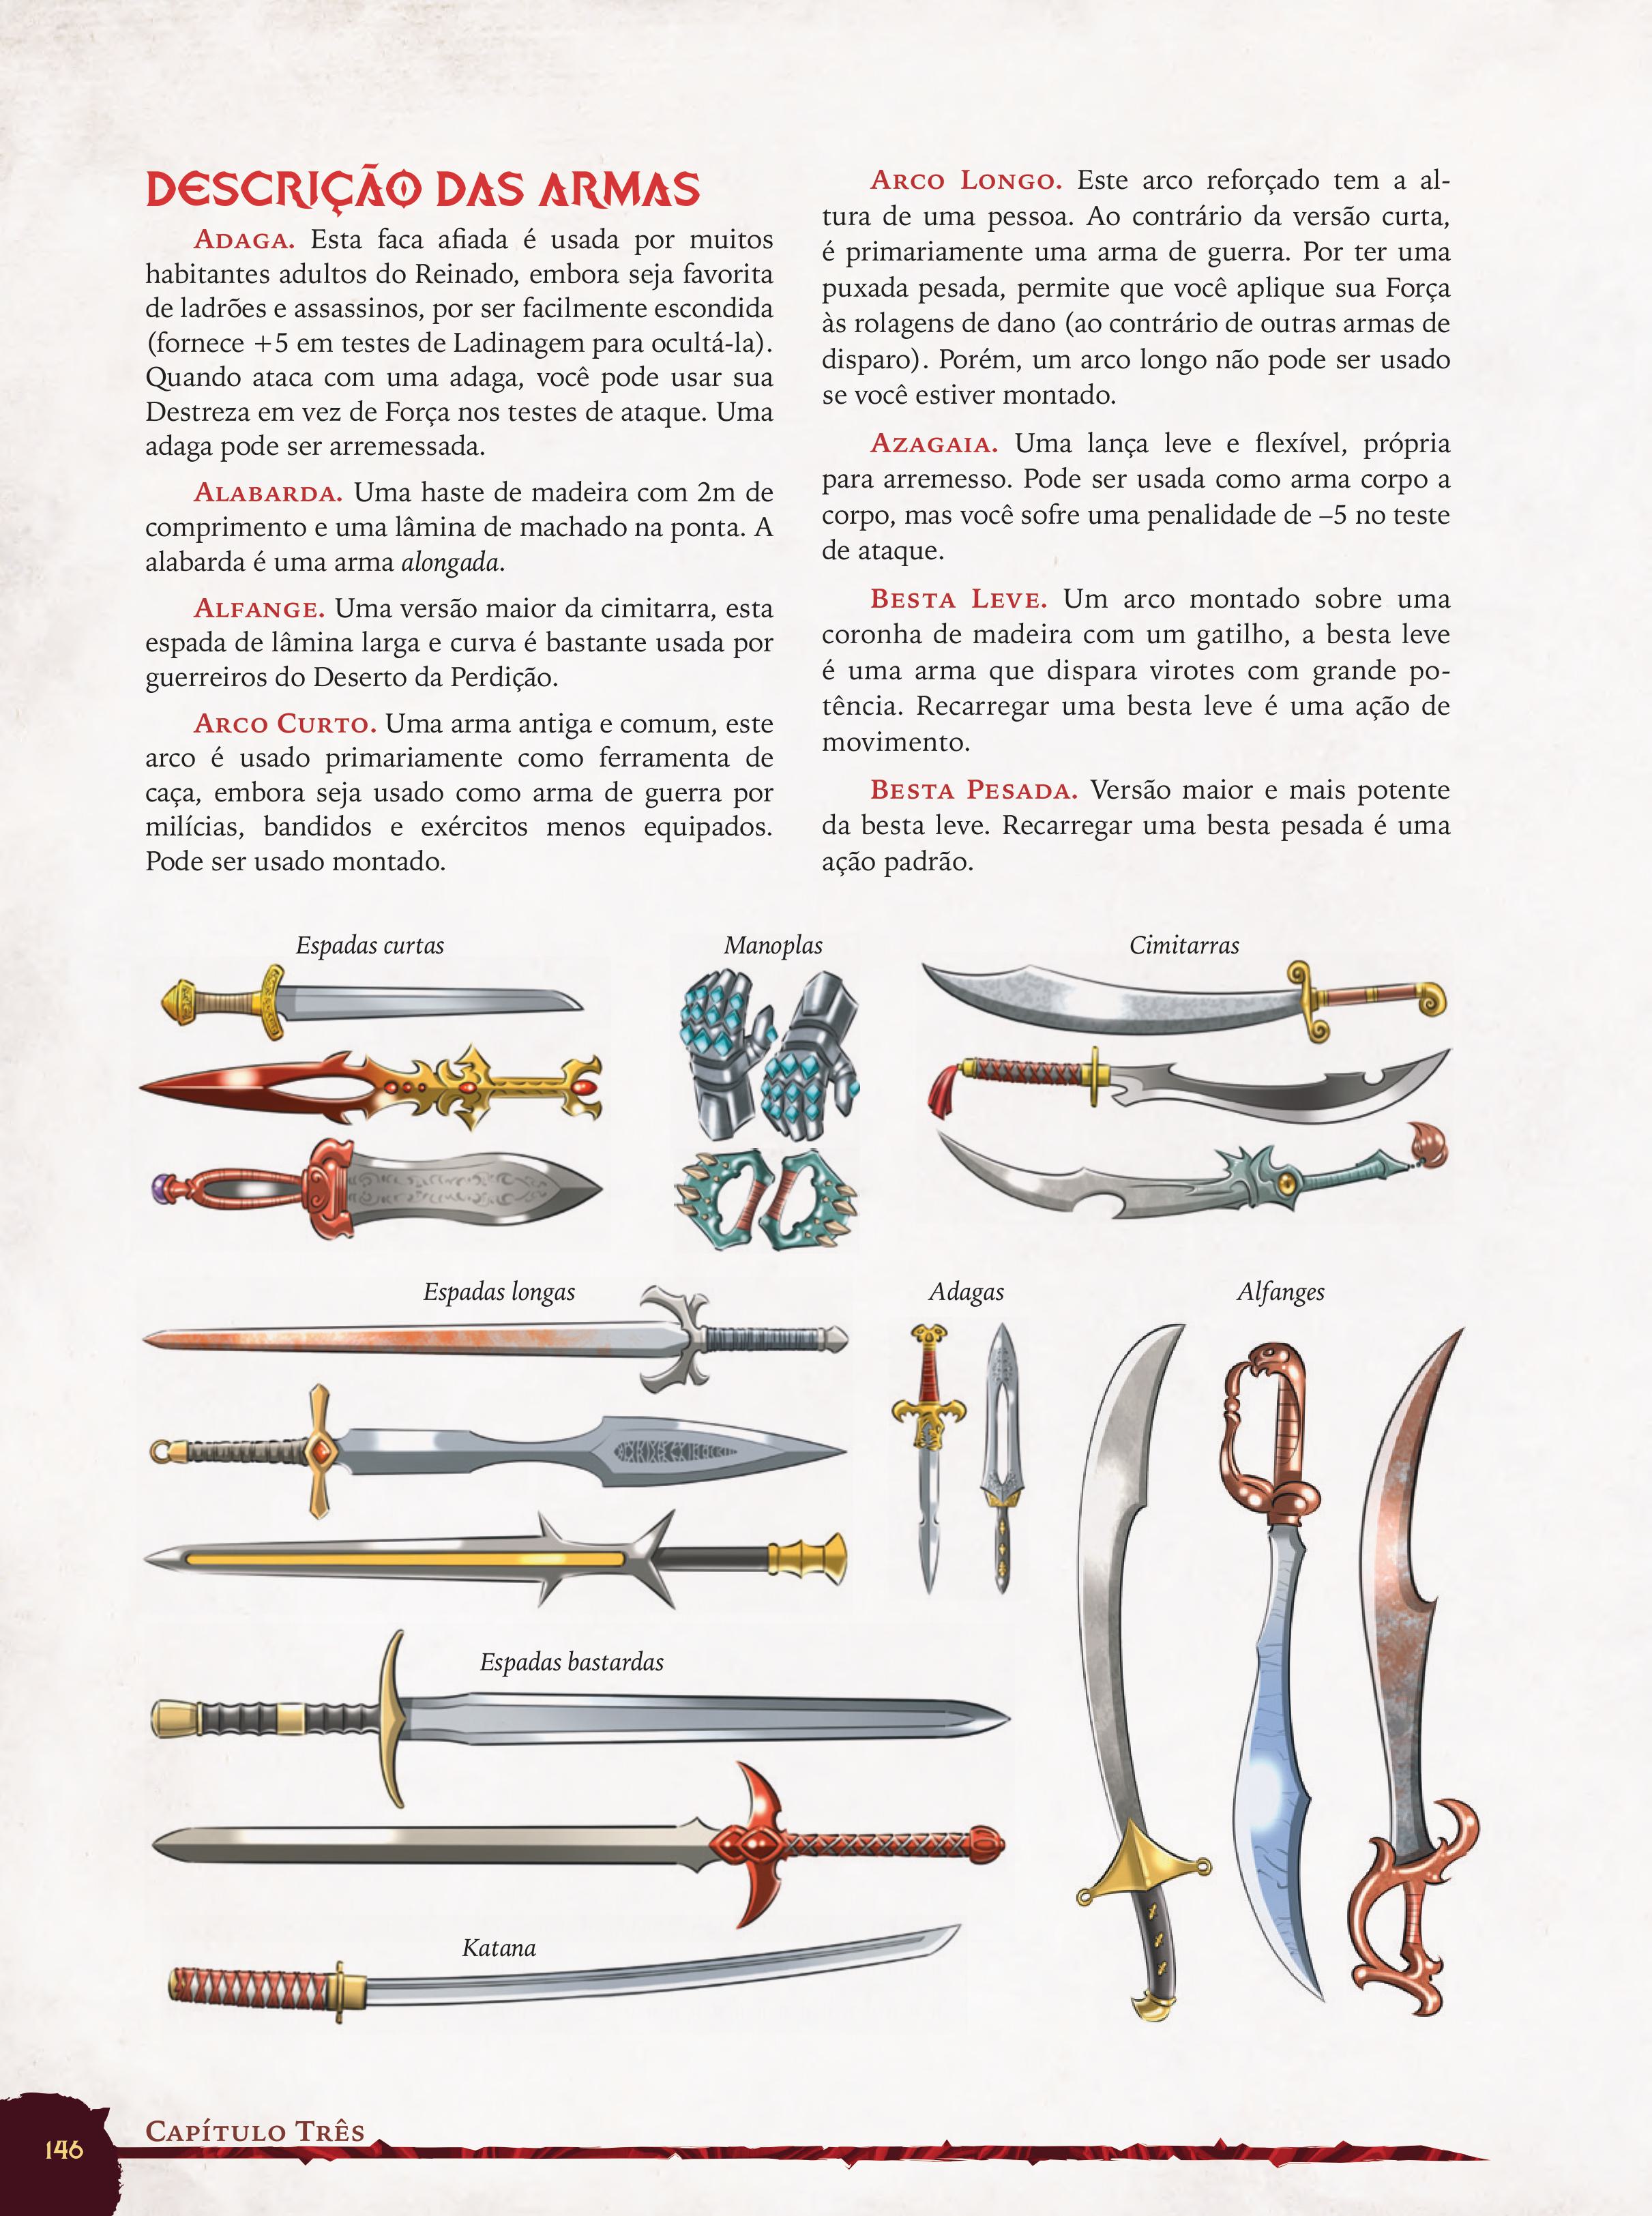 DESCRIÇÃO DAS ARMAS
ADAGA. Esta faca afiada é usada por muitos
habitantes adultos do Reinado, embora seja favorita
de ladrões e assassinos, por ser facilmente escondida
(fornece +5 em testes de Ladinagem para ocultá-la).
Quando ataca com uma adaga, você pode usar sua
Destreza em vez de Força nos testes de ataque. Uma
adaga pode ser arremessada.
ALABARDA. Uma haste de madeira com 2m de
comprimento e uma lâmina de machado na ponta. A
alabarda é uma arma alongada.
ALFANGE. Uma versão maior da cimitarra, esta
espada de lâmina larga e curva é bastante usada por
guerreiros do Deserto da Perdição.
ARCO CURTO. Uma arma antiga e comum, este
arco é usado primariamente como ferramenta de
caça, embora seja usado como arma de guerra por
milícias, bandidos e exércitos menos equipados.
Pode ser usado montado.
ARCO LONGO. Este arco reforçado tem a al-
tura de uma pessoa. Ao contrário da versão curta,
é primariamente uma arma de guerra. Por ter uma
puxada pesada, permite que você aplique sua Força
às rolagens de dano (ao contrário de outras armas de
disparo). Porém, um arco longo não pode ser usado
se você estiver montado.
AZAGAIA. Uma lança leve e flexível, própria
para arremesso. Pode ser usada como arma corpo a
corpo, mas você sofre uma penalidade de –5 no teste
de ataque.
BESTA LEVE. Um arco montado sobre uma
coronha de madeira com um gatilho, a besta leve
é uma arma que dispara virotes com grande po-
tência. Recarregar uma besta leve é uma ação de
movimento.
BESTA PESADA. Versão maior e mais potente
da besta leve. Recarregar uma besta pesada é uma
ação padrão.
Espadas curtas
Manoplas
Cimitarras
Espadas longas
Adagas
Alfanges
Espadas bastardas
Katana
CAPÍTULO TRÊS
146